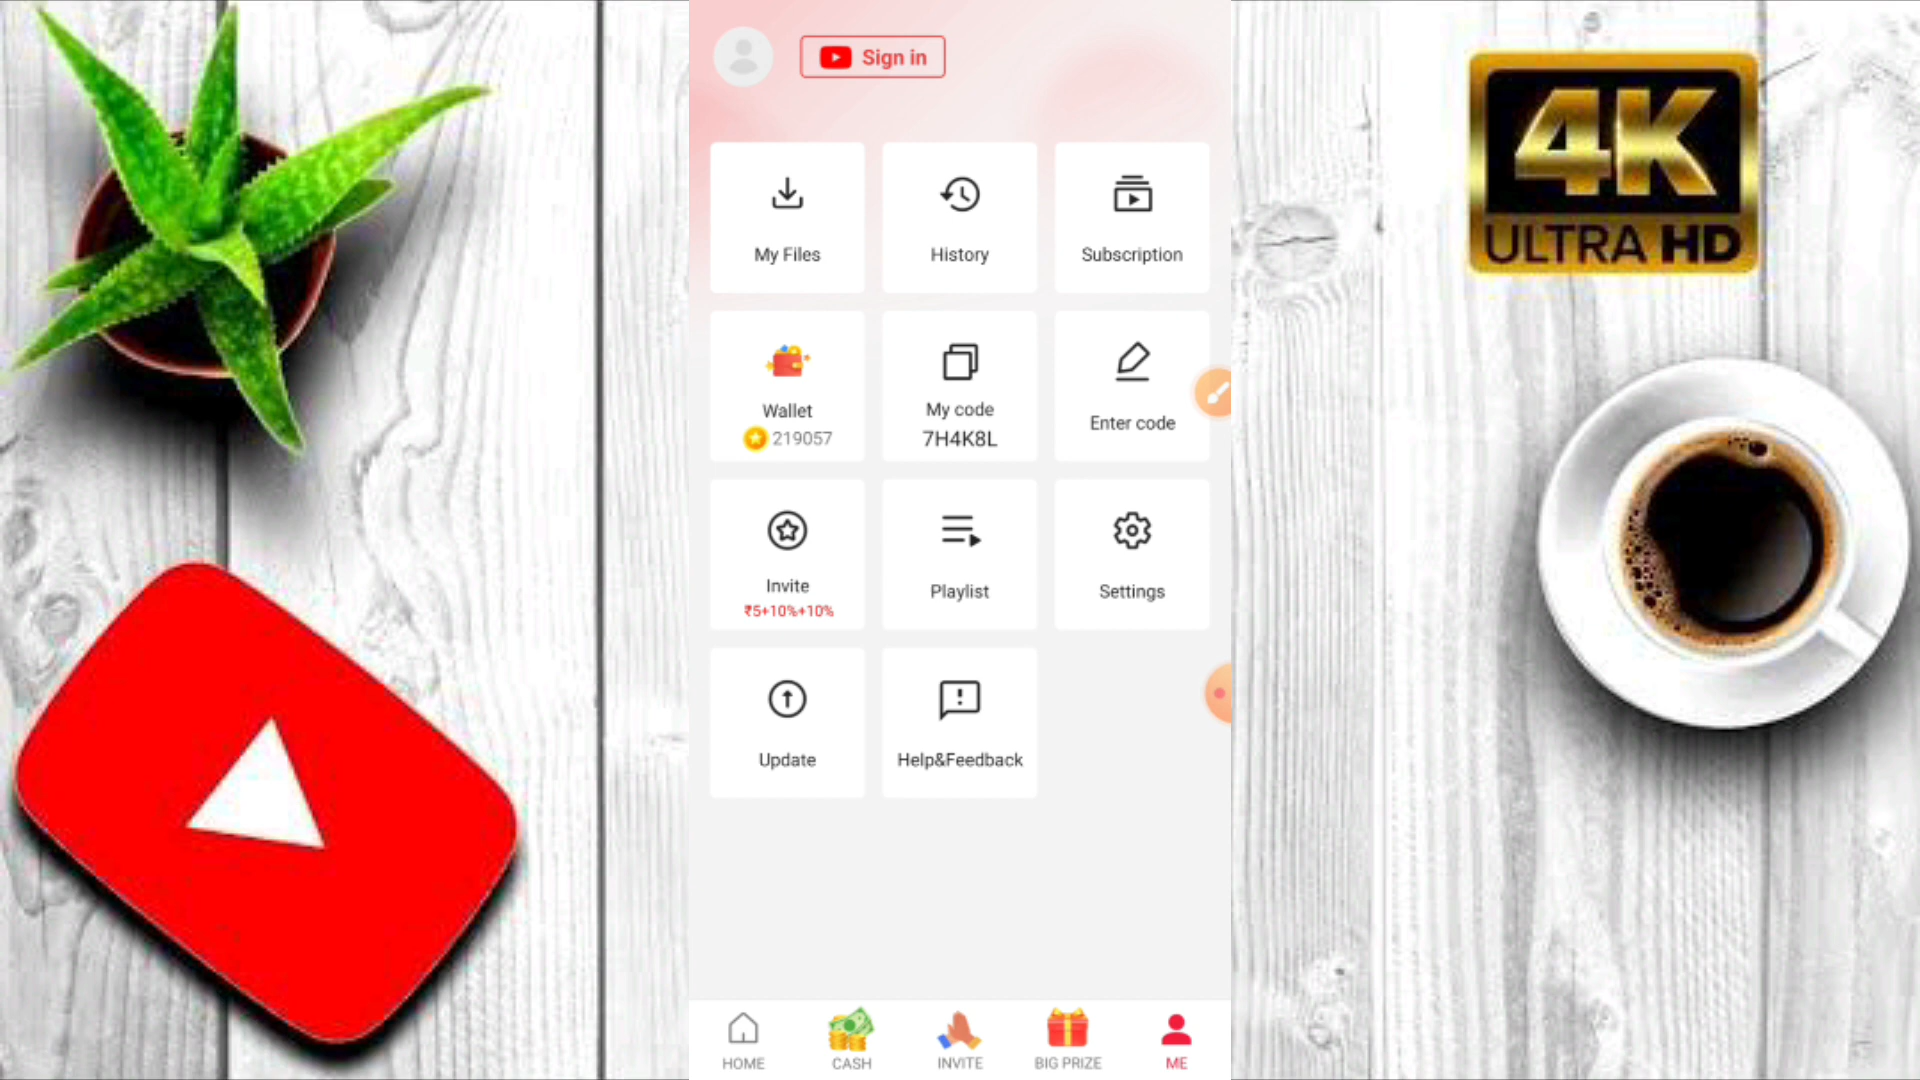 Sign in
My Files
History
Subscription
Wallet
219057
My code
7H4K8L
Enter code
Invite
₹5+10%+10%
Playlist
Settings
Update
Help&Feedback
HOME
CASH
INVITE
BIG PRIZE
ME
4K
ULTRA HD